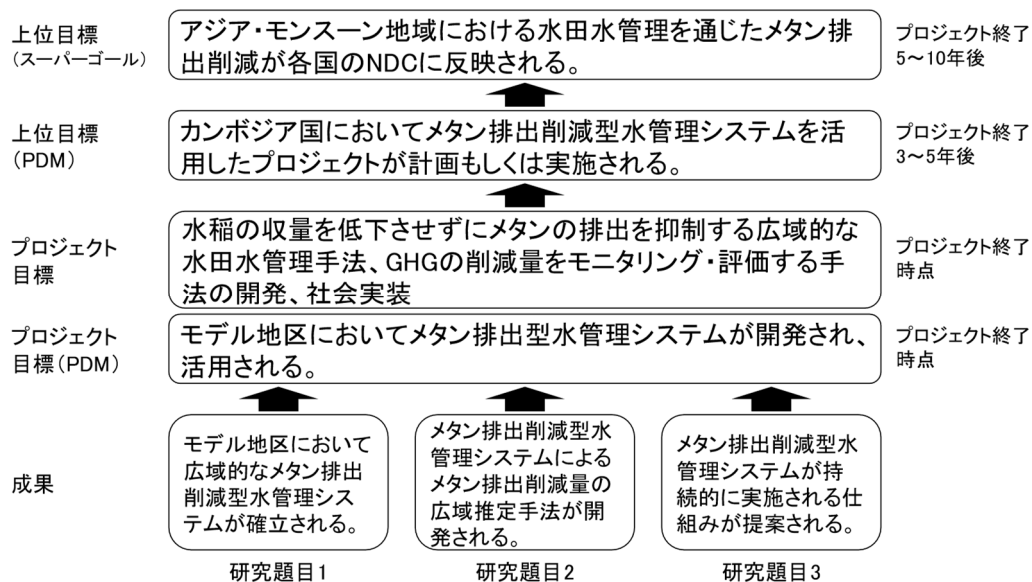 上位目標
(スーパーゴール)
アジア・モンスーン地域における水田水管理を通じたメタン排
出削減が各国のNDCに反映される。
プロジェクト終了
5～10年後
上位目標
(PDM)
カンボジア国においてメタン排出削減型水管理システムを活
用したプロジェクトが計画もしくは実施される。
プロジェクト終了
3～5年後
プロジェクト
目標
水稲の収量を低下させずにメタンの排出を抑制する広域的な
水田水管理手法、GHGの削減量をモニタリング・評価する手
法の開発、社会実装
プロジェクト終了
時点
プロジェクト
目標(PDM)
モデル地区においてメタン排出型水管理システムが開発され、
活用される。
プロジェクト終了
時点
成果
モデル地区において
広域的なメタン排出
削減型水管理シス
テムが確立される。
メタン排出削減型水
管理システムによる
メタン排出削減量の
広域推定手法が開
発される。
メタン排出削減型水
管理システムが持
続的に実施される仕
組みが提案される。
研究題目1
研究題目2
研究題目3